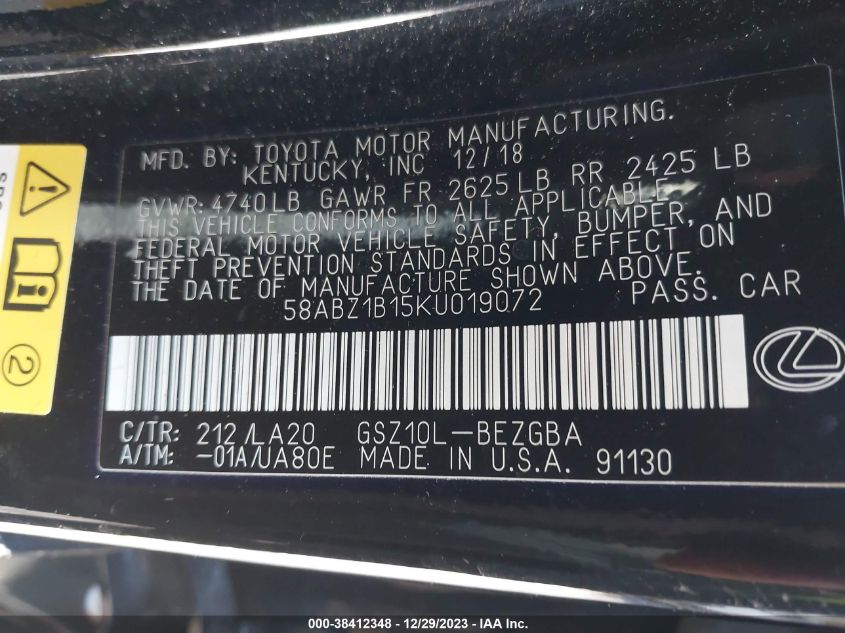 MFD. BY: TOYOTA MOTOR MANUFACTURING.
KENTUCKY, INC 12/18
GVWR: 4740LB GAWR FR 2625LB RR 2425 LB
THIS VEHICLE CONFORMS TO ALL APPLICABLE
FEDERAL MOTOR VEHICLE SAFETY, BUMPER, AND
THEFT PREVENTION STANDARDS IN EFFECT ON
THE DATE OF MANUFACTURE SHOWN ABOVE.
58ABZ1B15KU019072 PASS. CAR
C/TR: 212/LA20 GSZ10L-BEZGBA
A/TM: -01A/UA80E MADE IN U.S.A. 91130
2
000-38412348 - 12/29/2023 - IAA Inc.